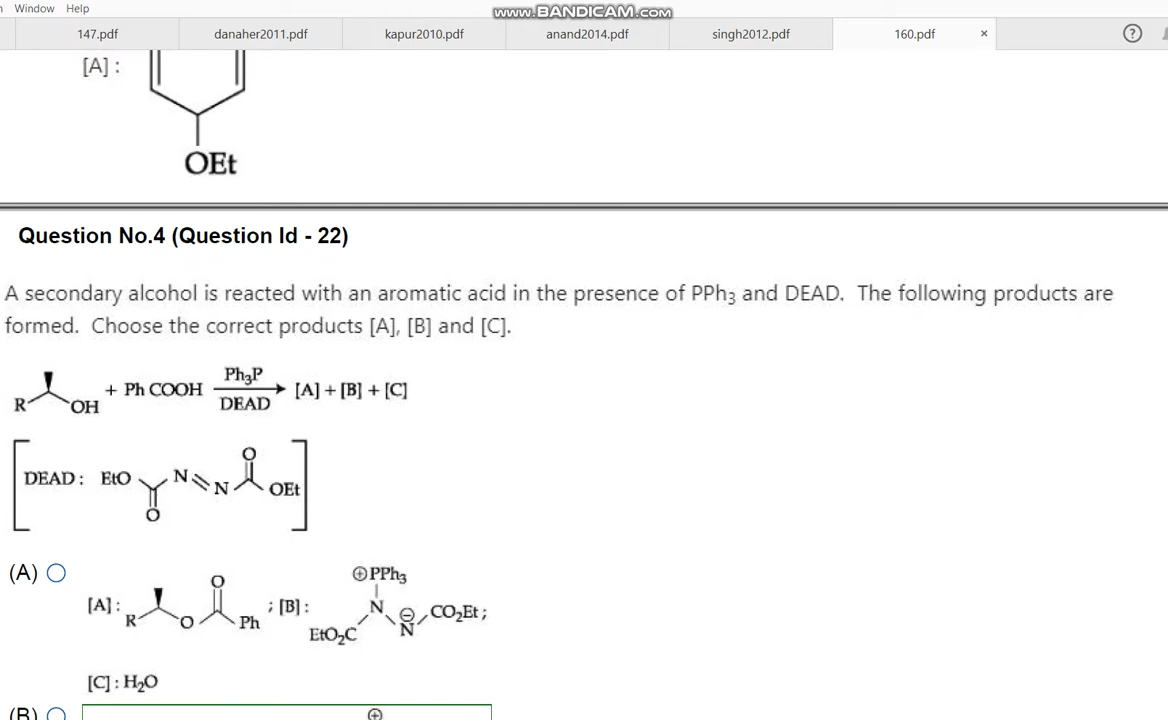 Window Help
www.BANDICAM.com
147.pdf danaher2011.pdf kapur2010.pdf anand2014.pdf singh2012.pdf 160.pdf × ?
[A] :
OEt
Question No.4 (Question Id - 22)
A secondary alcohol is reacted with an aromatic acid in the presence of PPh3 and DEAD. The following products are
formed. Choose the correct products [A], [B] and [C].
R OH + Ph COOH Ph3P DEAD [A] + [B] + [C]
DEAD : EtO O N N O OEt
(A)
[A] : R O O Ph ; [B] : ⊕PPh3 N EtO2C ⊖ N CO2Et ;
[C] : H2O
(B) ⊕